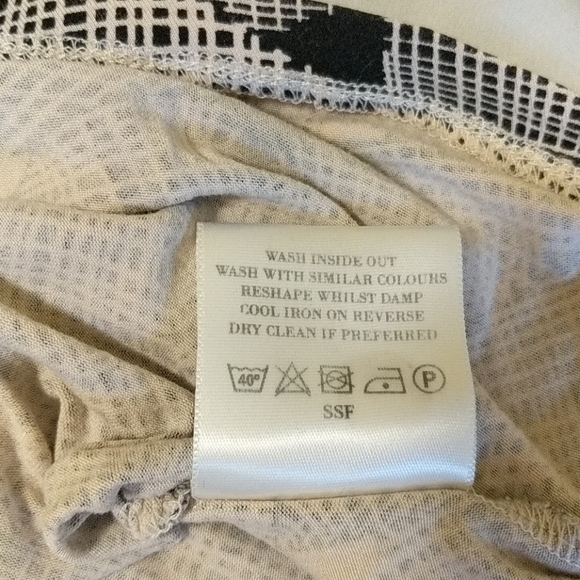 WASH INSIDE OUT
WASH WITH SIMILAR COLOURS
RESHAPE WHILST DAMP
COOL IRON ON REVERSE
DRY CLEAN IF PREFERRED
40° P
SSF